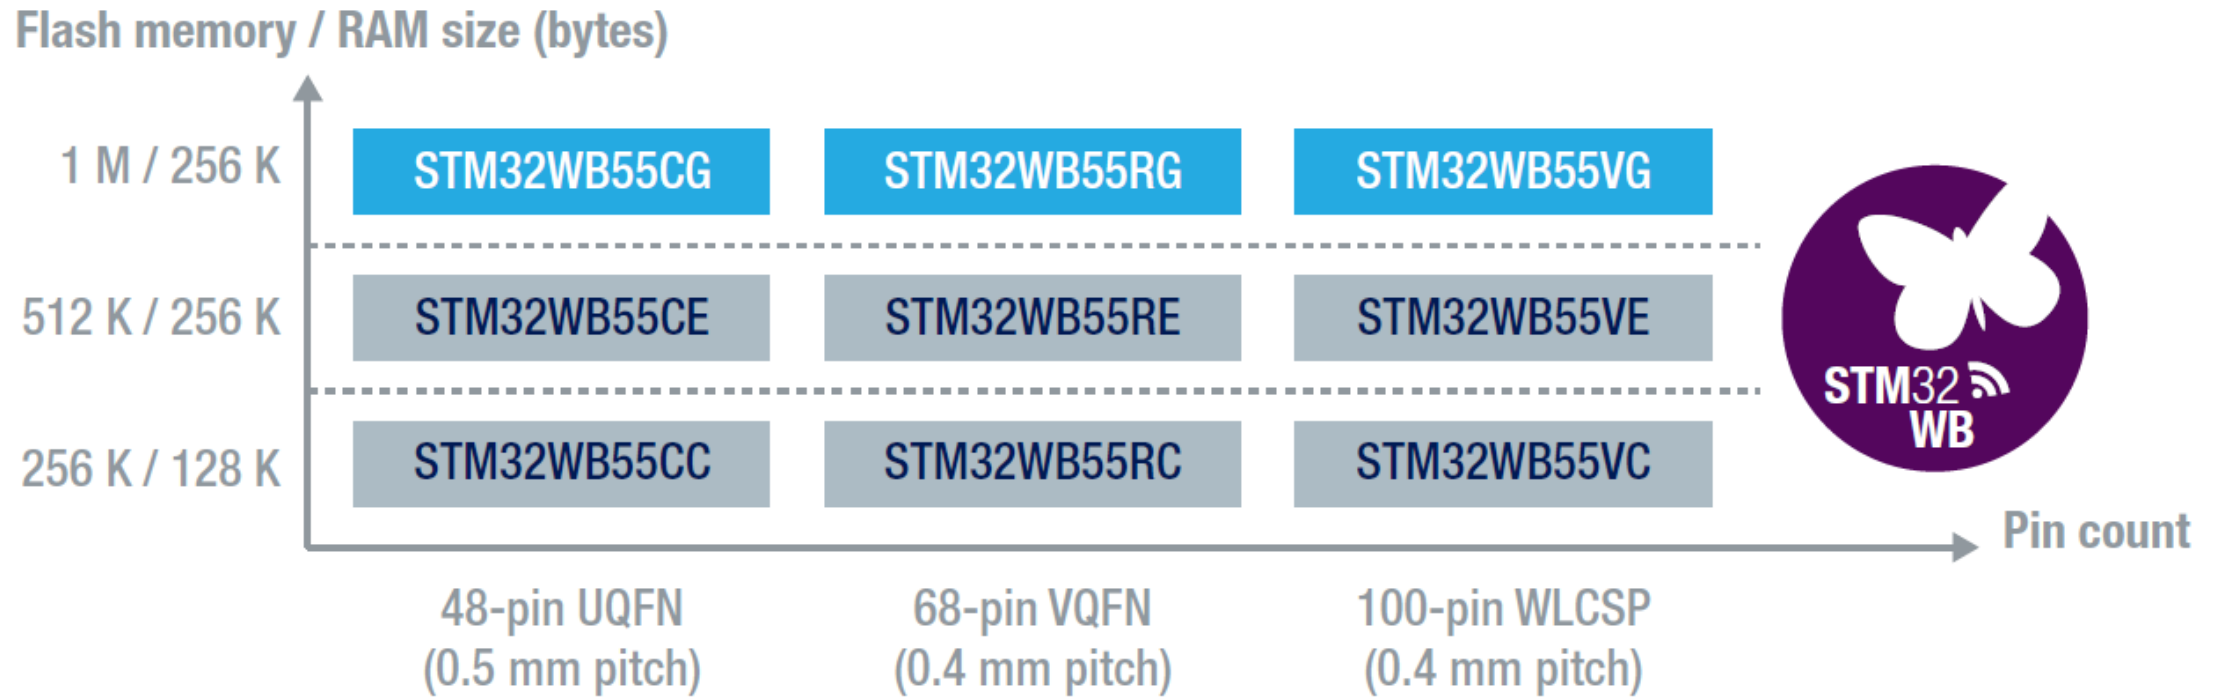 Flash memory / RAM size (bytes)
1 M / 256 K
STM32WB55CG
STM32WB55RG
STM32WB55VG
512 K / 256 K
STM32WB55CE
STM32WB55RE
STM32WB55VE
STM32
WB
256 K / 128 K
STM32WB55CC
STM32WB55RC
STM32WB55VC
Pin count
48-pin UQFN
(0.5 mm pitch)
68-pin VQFN
(0.4 mm pitch)
100-pin WLCSP
(0.4 mm pitch)